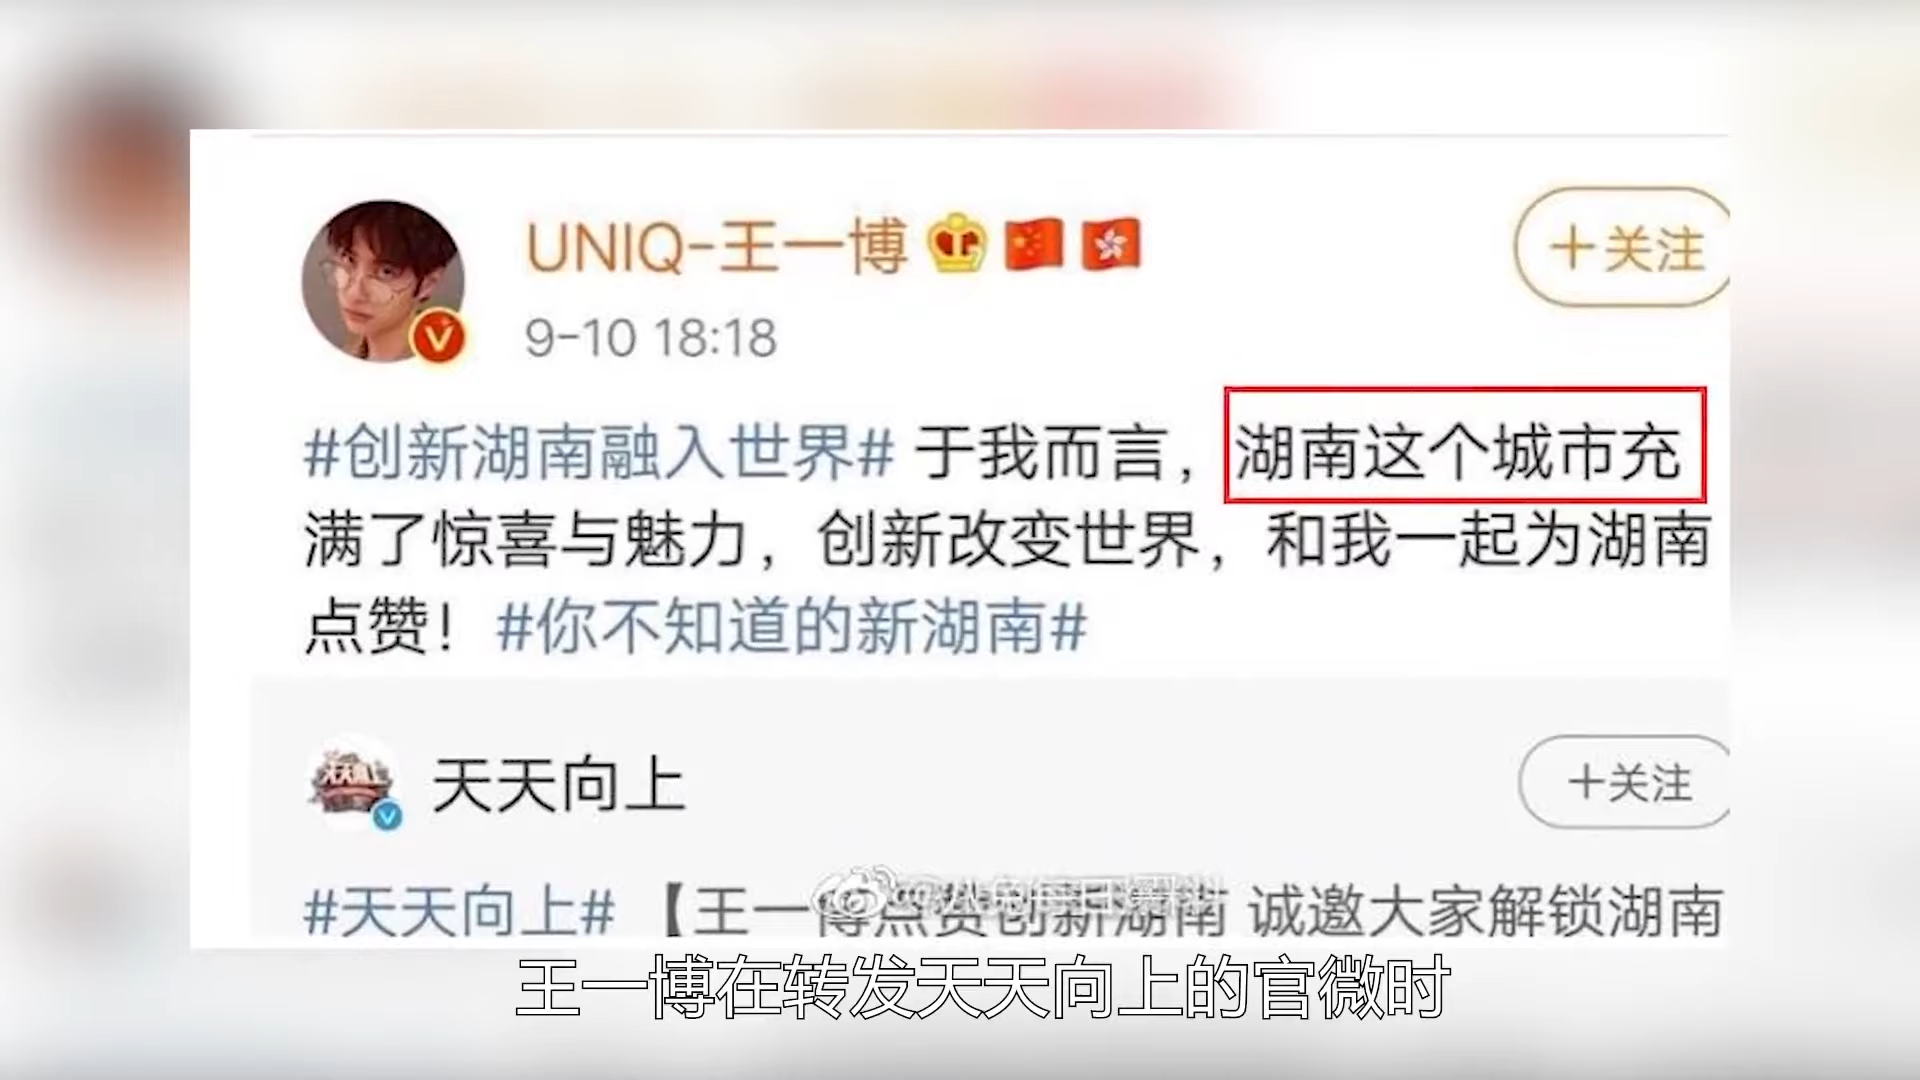 UNIQ-王一博
+关注
9-10 18:18
#创新湖南融入世界# 于我而言，湖南这个城市充
满了惊喜与魅力，创新改变世界，和我一起为湖南
点赞！#你不知道的新湖南#
天天向上
+关注
#天天向上#【王一博点赞创新湖南 诚邀大家解锁湖南
王一博在转发天天向上的官微时